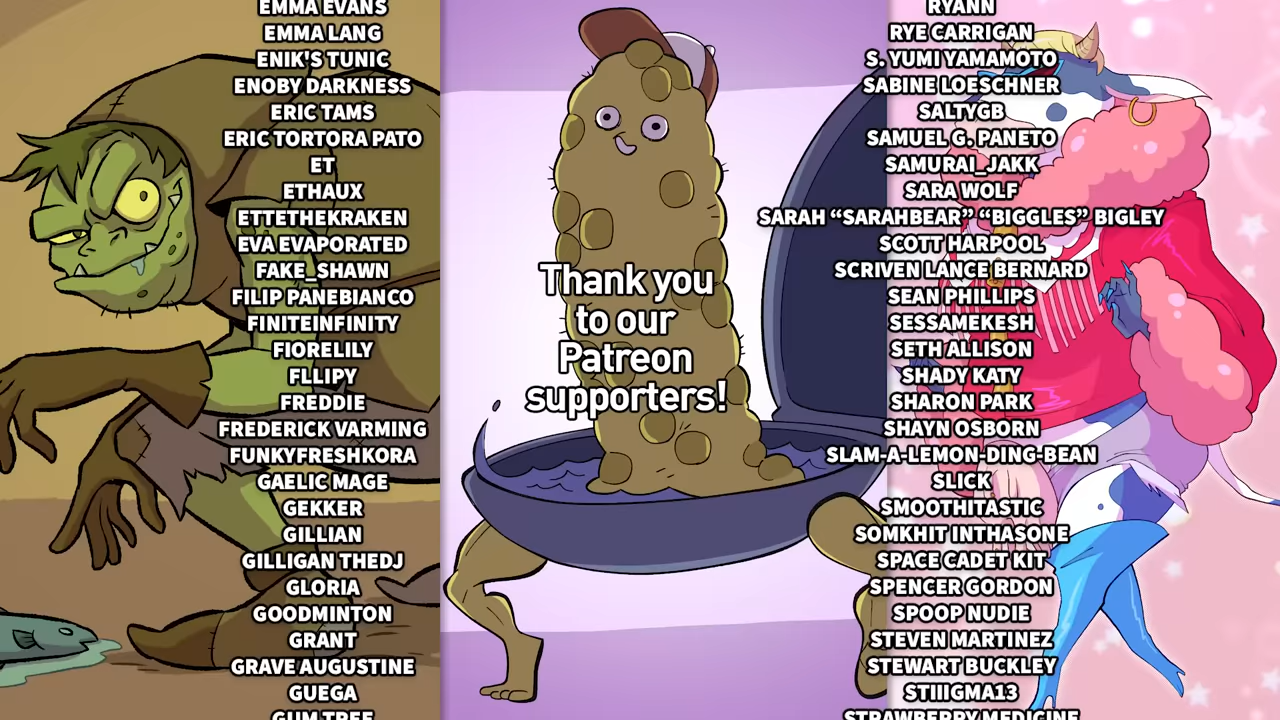 EMMA EVANS
EMMA LANG
ENIK'S TUNIC
ENOBY DARKNESS
ERIC TAMS
ERIC TORTORA PATO
ET
ETHAUX
ETTETHEKRAKEN
EVA EVAPORATED
FAKE_SHAWN
FILIP PANEBIANCO
FINITEINFINITY
FIORELILY
FLLIPY
FREDDIE
FREDERICK VARMING
FUNKYFRESHKORA
GAELIC MAGE
GEKKER
GILLIAN
GILLIGAN THEDJ
GLORIA
GOODMINTON
GRANT
GRAVE AUGUSTINE
GUEGA
GUM TREE
Thank you
to our
Patreon
supporters!
RYANN
RYE CARRIGAN
S. YUMI YAMAMOTO
SABINE LOESCHNER
SALTYGB
SAMUEL G. PANETO
SAMURAI_JAKK
SARA WOLF
SARAH “SARAHBEAR” “BIGGLES” BIGLEY
SCOTT HARPOOL
SCRIVEN LANCE BERNARD
SEAN PHILLIPS
SESSAMEKESH
SETH ALLISON
SHADY KATY
SHARON PARK
SHAYN OSBORN
SLAM-A-LEMON-DING-BEAN
SLICK
SMOOTHITASTIC
SOMKHIT INTHASONE
SPACE CADET KIT
SPENCER GORDON
SPOOP NUDIE
STEVEN MARTINEZ
STEWART BUCKLEY
STIIIGMA13
STRAWBERRY MEDICINE